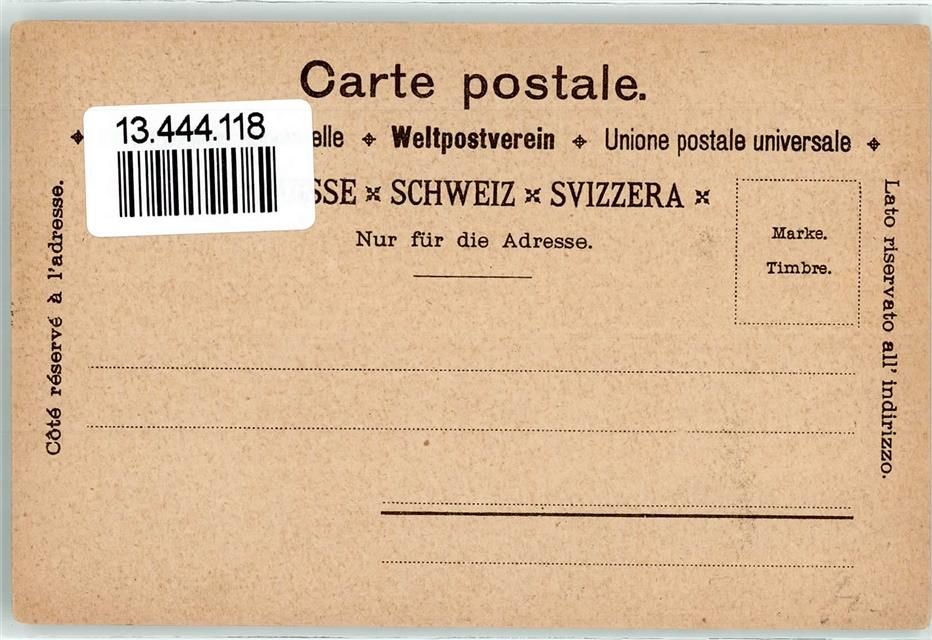 Carte postale.
13.444.118
elle ⌖ Weltpostverein ⌖ Unione postale universale ⌖
SSE × SCHWEIZ × SVIZZERA ×
Nur für die Adresse.
Marke.
Timbre.
Côté réservé à l'adresse.
Lato riservato all' indirizzo.